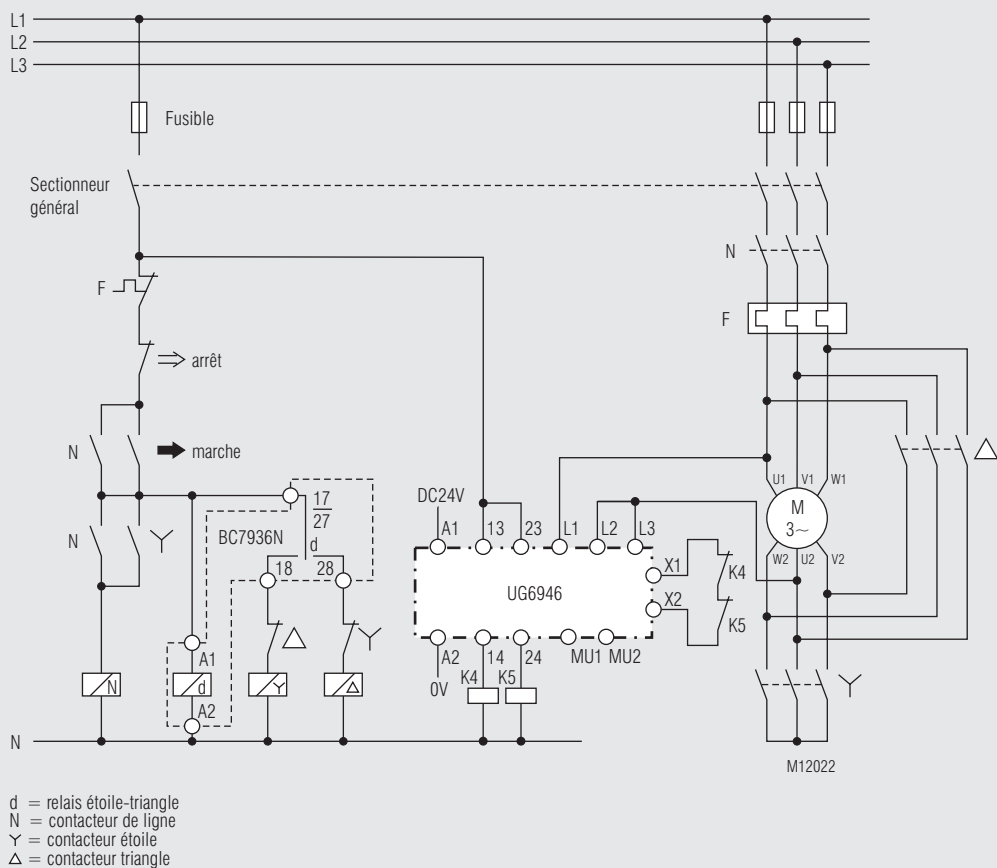 L1
L2
L3
Fusible
Sectionneur
général
N
F
F
arrêt
N
marche
U1 V1 W1
M
3~
W2 U2 V2
DC24V
17
27
BC7936N
d
18 28
N
A1 13 23 L1 L2 L3
X1
K4
UG6946
X2
K5
A1
A2 14 24 MU1 MU2
0V K4 K5
N
d
A2
N
M12022
d = relais étoile-triangle
N = contacteur de ligne
Y = contacteur étoile
△ = contacteur triangle